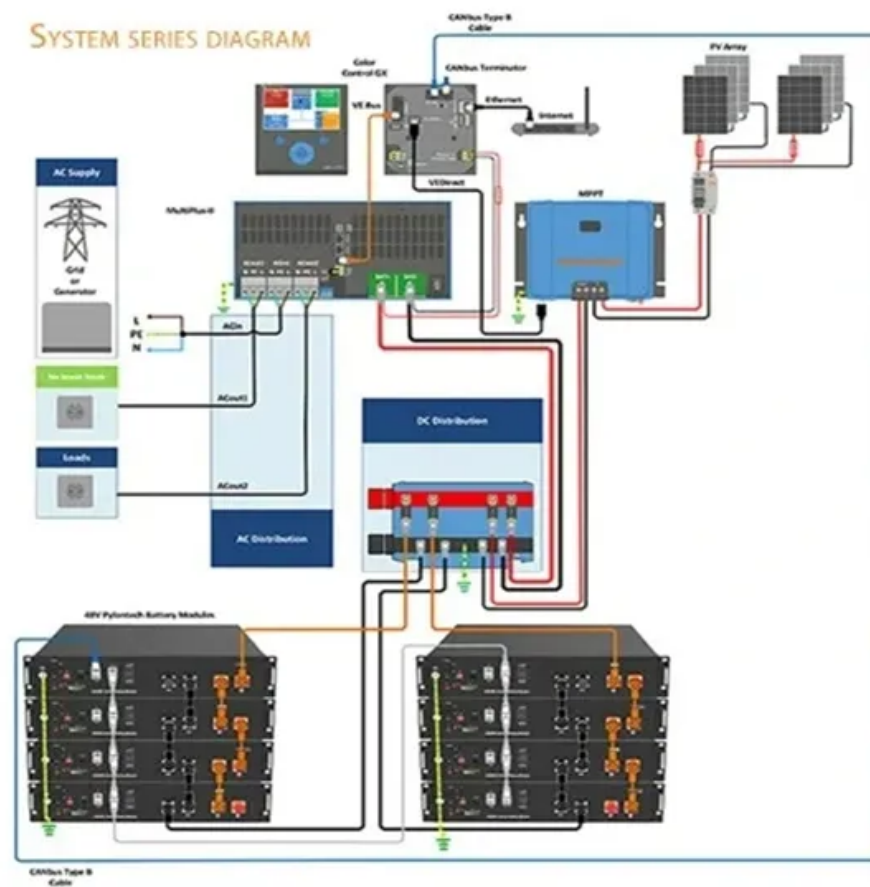 SYSTEM SERIES DIAGRAM
CANbus Type B
Cable
Color
Control GX
CANbus Terminator
PV Array
VE Bus
Ethernet
Internet
AC Supply
VEDirect
MPPT
MultiPlus-II
Grid
or
Generator
L
PE
N
ACin
ACout1
DC Distribution
Loads
ACout2
AC Distribution
48V Pylontech Battery Modules
CANbus Type B
Cable